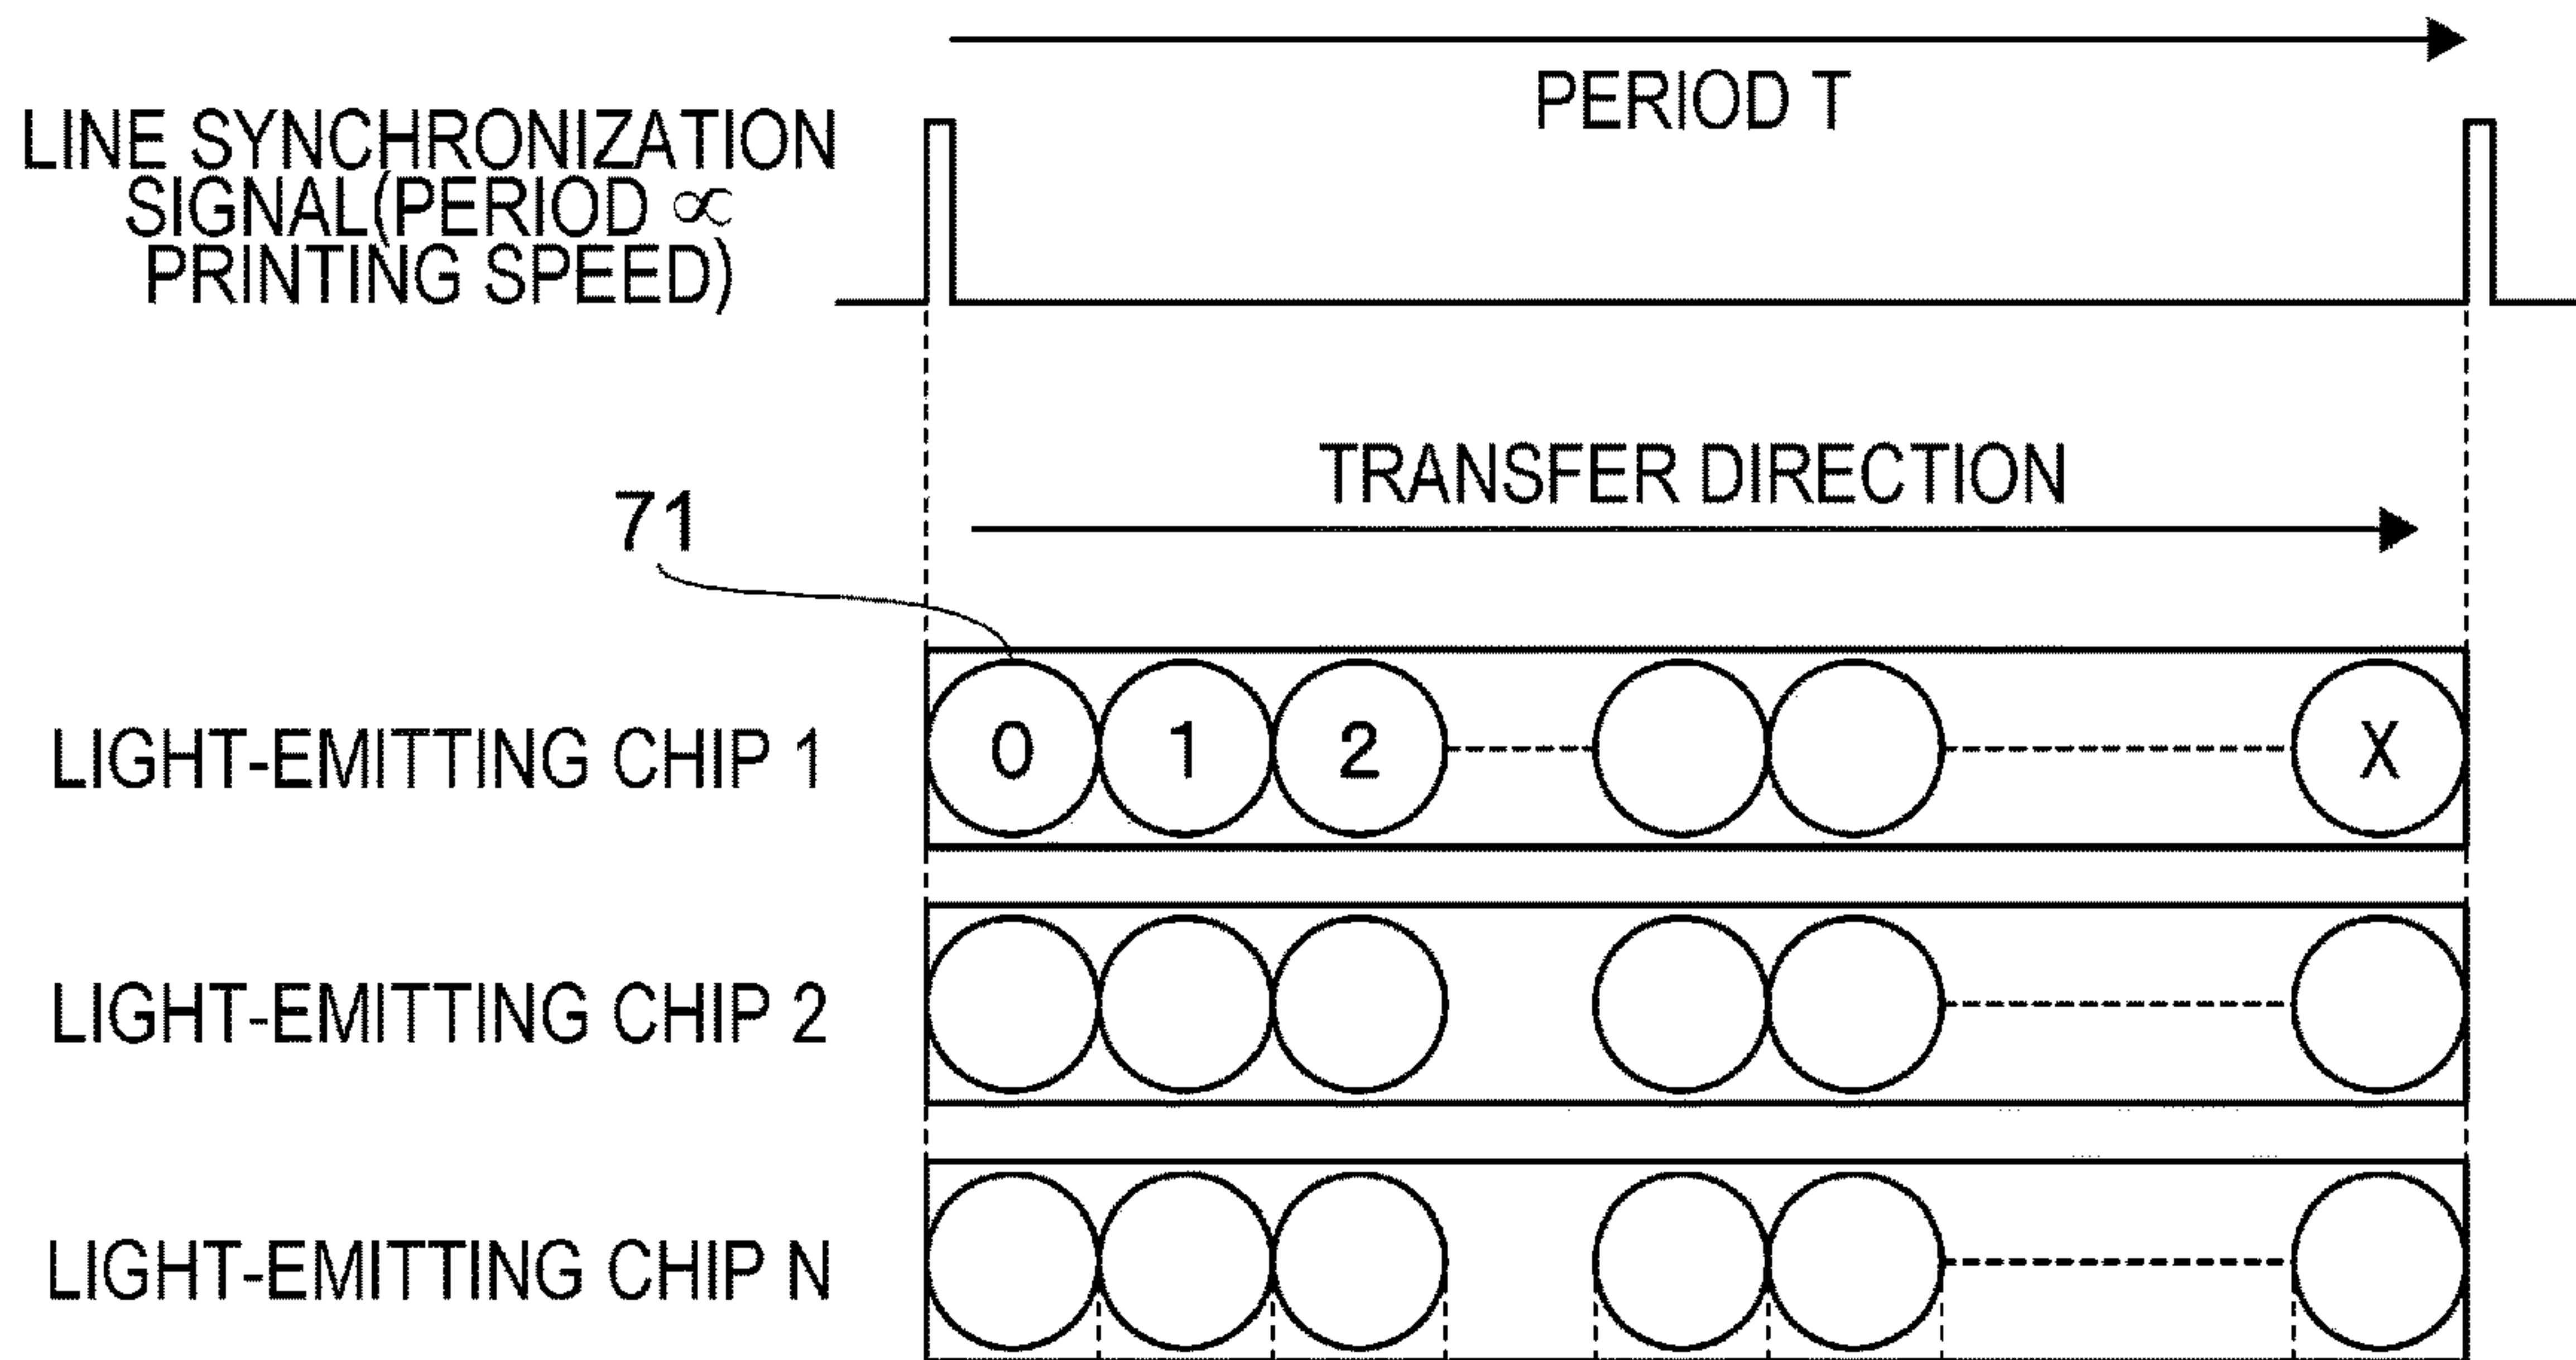 PERIOD T
LINE SYNCHRONIZATION
SIGNAL(PERIOD ∝
PRINTING SPEED)
TRANSFER DIRECTION
71
LIGHT-EMITTING CHIP 1
0 1 2 X
LIGHT-EMITTING CHIP 2
LIGHT-EMITTING CHIP N